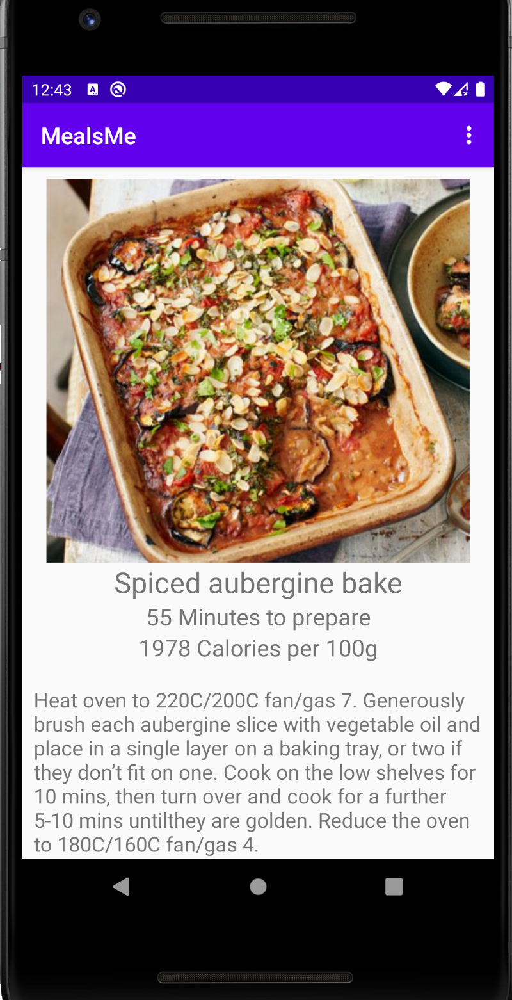 12:43
A
MealsMe
Spiced aubergine bake
55 Minutes to prepare
1978 Calories per 100g
Heat oven to 220C/200C fan/gas 7. Generously
brush each aubergine slice with vegetable oil and
place in a single layer on a baking tray, or two if
they don’t fit on one. Cook on the low shelves for
10 mins, then turn over and cook for a further
5-10 mins untilthey are golden. Reduce the oven
to 180C/160C fan/gas 4.